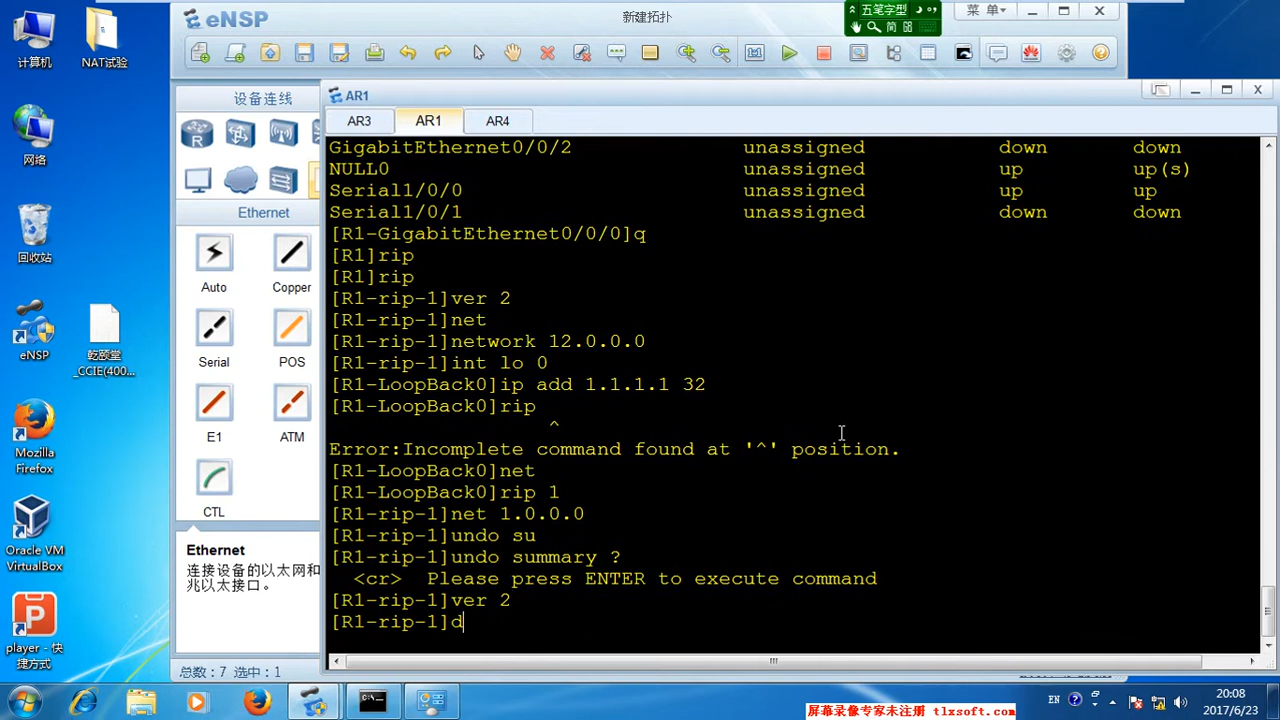 计算机
NAT试验
网络
回收站
eNSP
乾颐堂
_CCIE(400...
Mozilla
Firefox
Oracle VM
VirtualBox
player - 快
捷方式
eNSP
新建拓扑
五笔字型
简
菜 单
设备连线
Ethernet
Auto
Copper
Serial
POS
E1
ATM
CTL
Ethernet
连接设备的以太网和
兆以太接口。
总数：7 选中：1
AR1
AR3
AR1
AR4
GigabitEthernet0/0/2 unassigned down down
NULL0 unassigned up up(s)
Serial1/0/0 unassigned up up
Serial1/0/1 unassigned down down
[R1-GigabitEthernet0/0/0]q
[R1]rip
[R1]rip
[R1-rip-1]ver 2
[R1-rip-1]net
[R1-rip-1]network 12.0.0.0
[R1-rip-1]int lo 0
[R1-LoopBack0]ip add 1.1.1.1 32
[R1-LoopBack0]rip
^
Error:Incomplete command found at '^' position.
[R1-LoopBack0]net
[R1-LoopBack0]rip 1
[R1-rip-1]net 1.0.0.0
[R1-rip-1]undo su
[R1-rip-1]undo summary ?
<cr> Please press ENTER to execute command
[R1-rip-1]ver 2
[R1-rip-1]d
EN
20:08
2017/6/23
屏幕录像专家未注册 tlxsoft.com